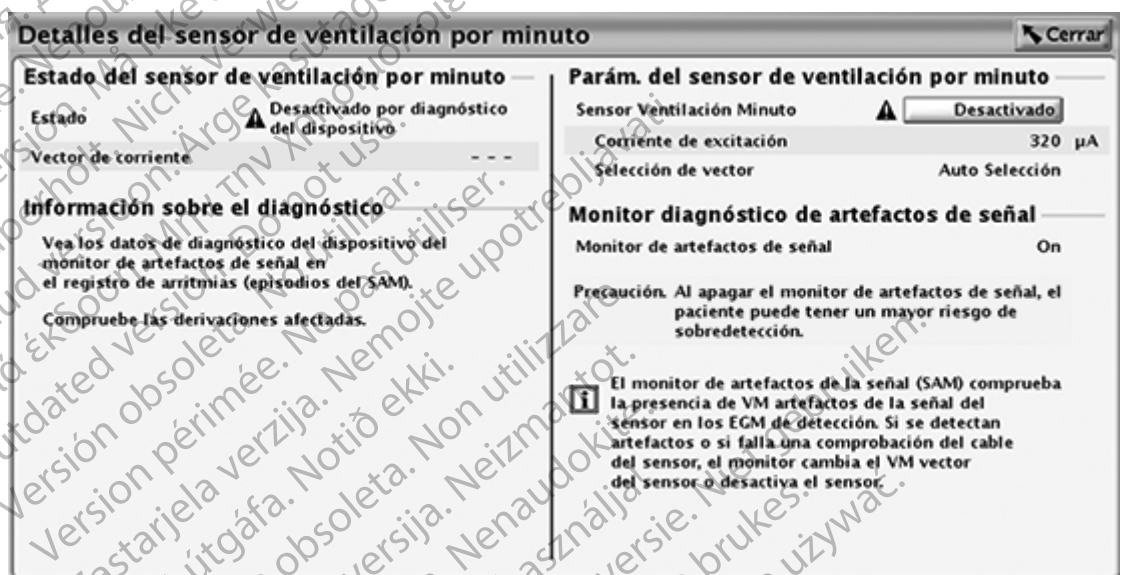 Detalles del sensor de ventilación por minuto
Cerrar
Estado del sensor de ventilación por minuto
Estado
Desactivado por diagnóstico
del dispositivo
Vector de corriente
- - -
Información sobre el diagnóstico
Vea los datos de diagnóstico del dispositivo del
monitor de artefactos de señal en
el registro de arritmias (episodios del SAM).
Compruebe las derivaciones afectadas.
Parám. del sensor de ventilación por minuto
Sensor Ventilación Minuto
Desactivado
Corriente de excitación
320 µA
Selección de vector
Auto Selección
Monitor diagnóstico de artefactos de señal
Monitor de artefactos de señal
On
Precaución. Al apagar el monitor de artefactos de señal, el
paciente puede tener un mayor riesgo de
sobredetección.
El monitor de artefactos de la señal (SAM) comprueba
la presencia de VM artefactos de la señal del
sensor en los EGM de detección. Si se detectan
artefactos o si falla una comprobación del cable
del sensor, el monitor cambia el VM vector
del sensor o desactiva el sensor.